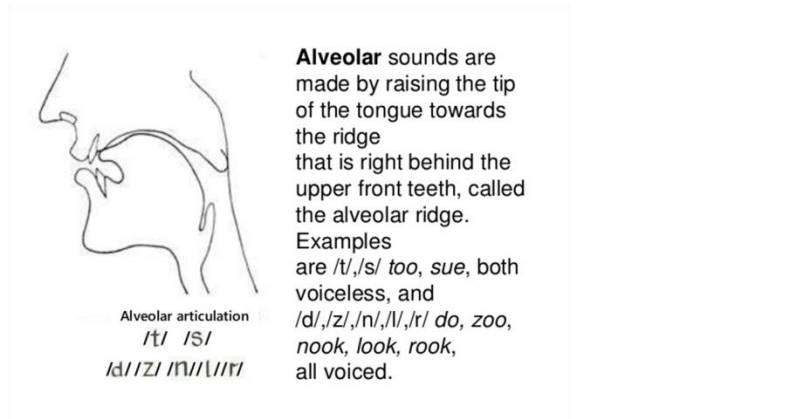 Alveolar sounds are
made by raising the tip
of the tongue towards
the ridge
that is right behind the
upper front teeth, called
the alveolar ridge.
Examples
are /t/,/s/ too, sue, both
voiceless, and
/d/,/z/,/n/,/l/,/r/ do, zoo,
nook, look, rook,
all voiced.
Alveolar articulation
/t/ /s/
/d//z/ /n//l//r/